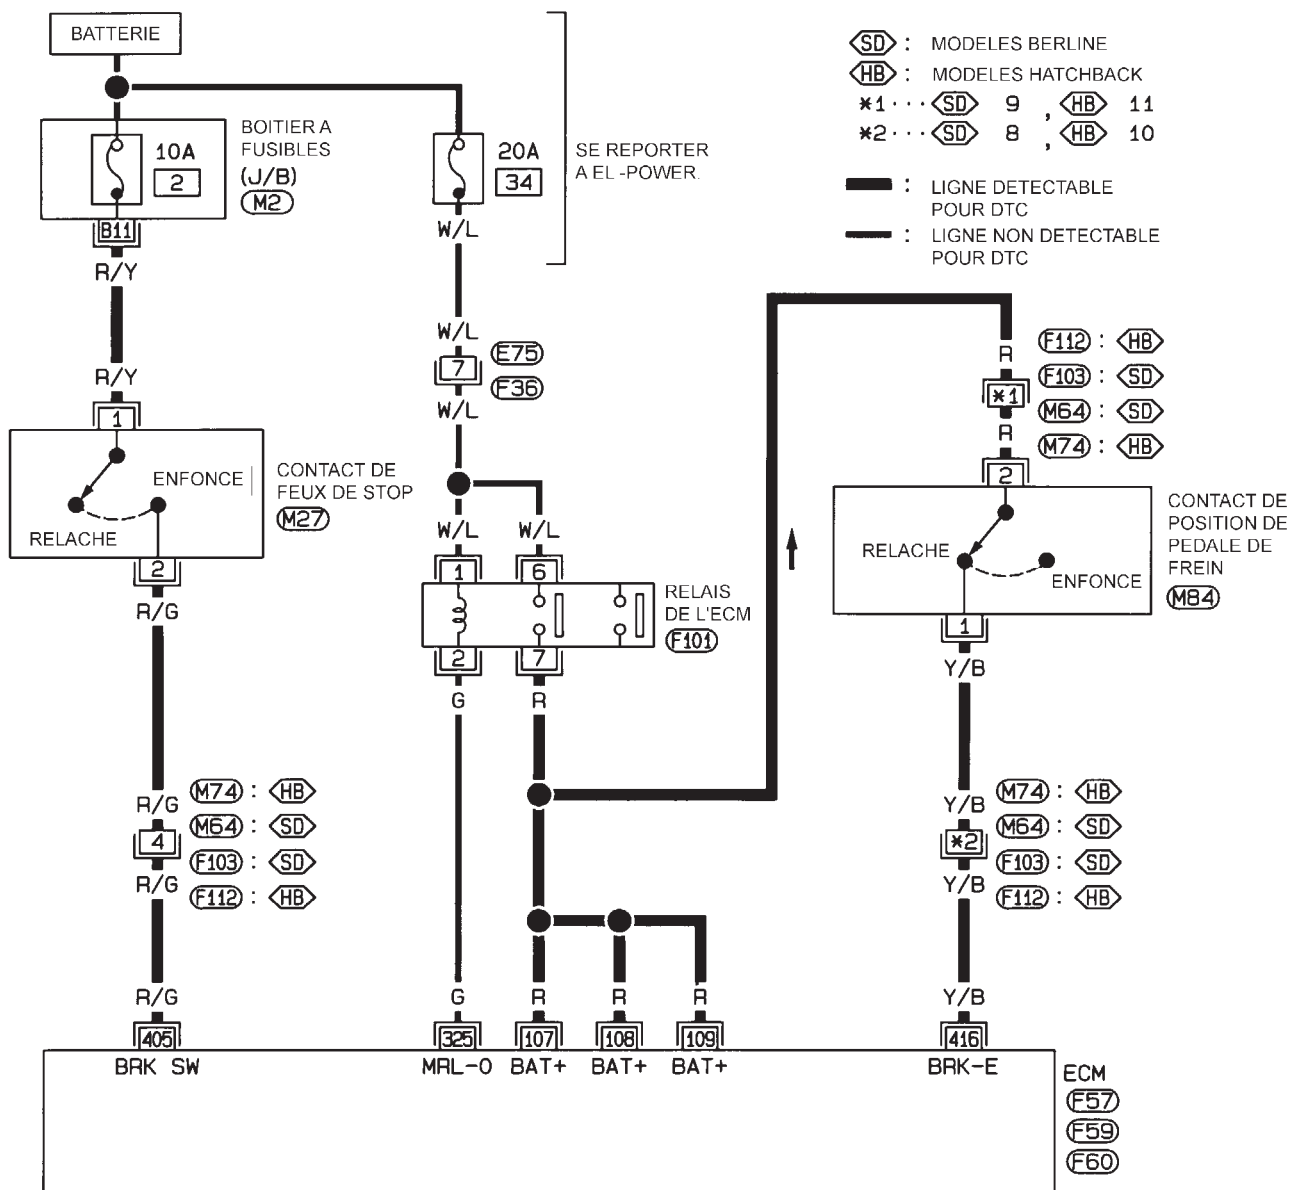 BATTERIE
BOITIER A
FUSIBLES
(J/B)
M2
10A
2
B11
R/Y
R/Y
1
ENFONCE
RELACHE
CONTACT DE
FEUX DE STOP
M27
2
R/G
R/G
4
M74 : HB
M64 : SD
F103 : SD
F112 : HB
R/G
R/G
405
BRK SW
20A
34
SE REPORTER
A EL -POWER.
W/L
W/L
7
E75
F36
W/L
W/L
W/L
1
6
RELAIS
DE L'ECM
F101
2
7
G
R
G
R
R
R
325
107
108
109
MRL-O
BAT+
BAT+
BAT+
SD : MODELES BERLINE
HB : MODELES HATCHBACK
*1 ··· SD 9 , HB 11
*2 ··· SD 8 , HB 10
: LIGNE DETECTABLE
POUR DTC
: LIGNE NON DETECTABLE
POUR DTC
R
*1
R
F112 : HB
F103 : SD
M64 : SD
M74 : HB
2
RELACHE
ENFONCE
CONTACT DE
POSITION DE
PEDALE DE
FREIN
M84
1
Y/B
Y/B
*2
Y/B
M74 : HB
M64 : SD
F103 : SD
F112 : HB
Y/B
416
BRK-E
ECM
F57
F59
F60